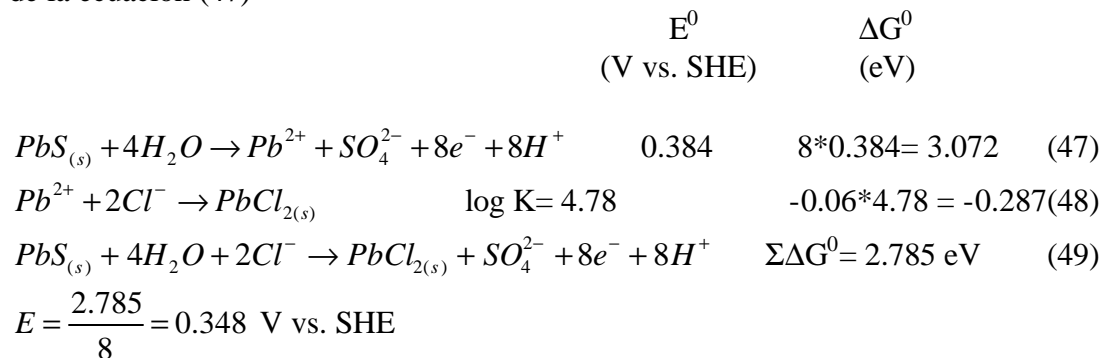 de la ecuación (47)
E⁰ ΔG⁰
(V vs. SHE) (eV)
PbS₍ₛ₎ + 4H₂O → Pb²⁺ + SO₄²⁻ + 8e⁻ + 8H⁺ 0.384 8*0.384= 3.072 (47)
Pb²⁺ + 2Cl⁻ → PbCl₂₍ₛ₎ log K= 4.78 -0.06*4.78 = -0.287(48)
PbS₍ₛ₎ + 4H₂O + 2Cl⁻ → PbCl₂₍ₛ₎ + SO₄²⁻ + 8e⁻ + 8H⁺ ΣΔG⁰= 2.785 eV (49)
E = 2.785/8 = 0.348 V vs. SHE